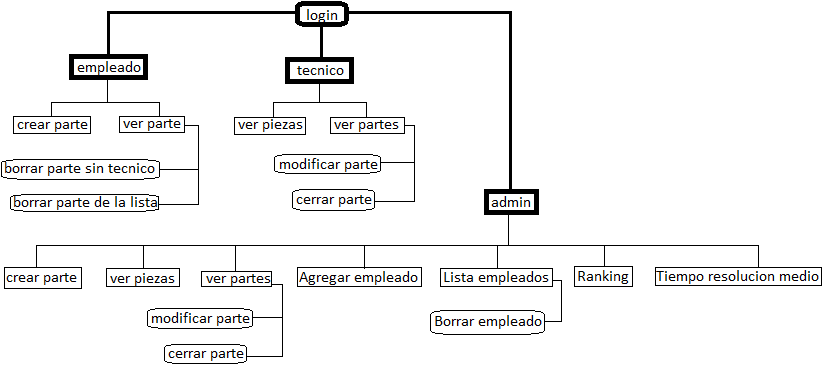 login
empleado
tecnico
crear parte
ver parte
ver piezas
ver partes
borrar parte sin tecnico
modificar parte
borrar parte de la lista
cerrar parte
admin
crear parte
ver piezas
ver partes
Agregar empleado
Lista empleados
Ranking
Tiempo resolucion medio
modificar parte
Borrar empleado
cerrar parte